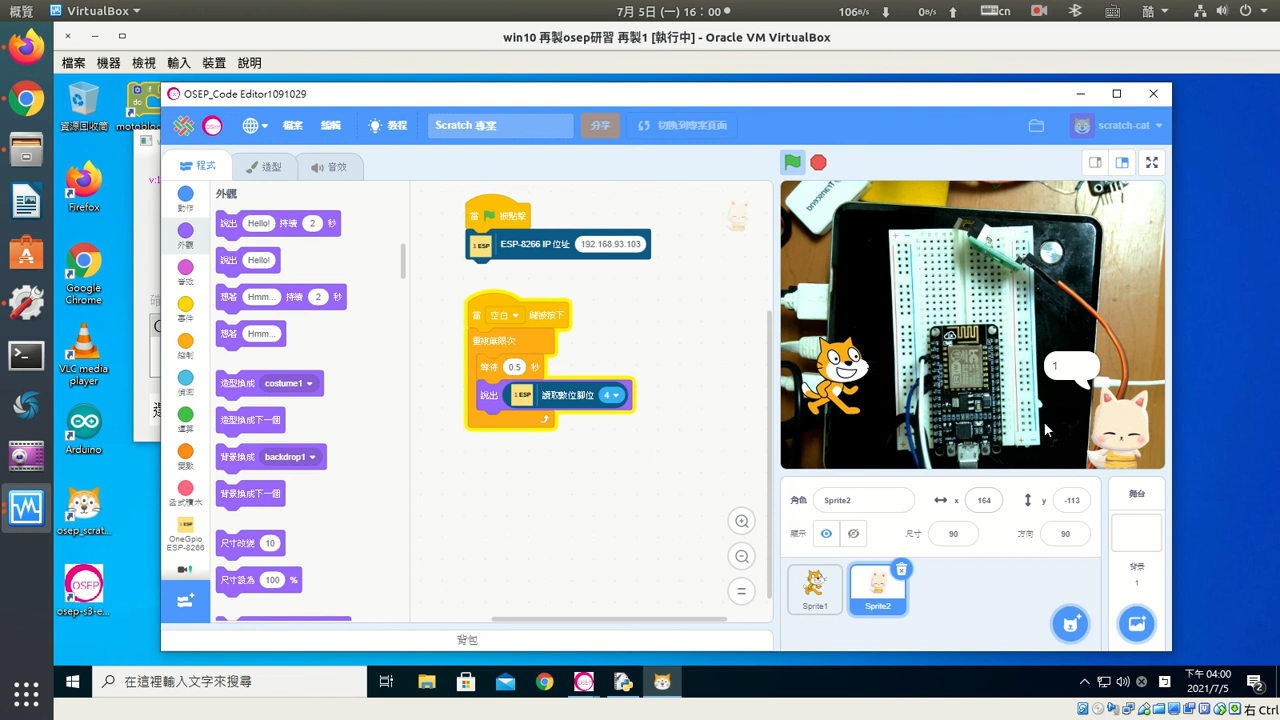 概覽
VirtualBox
7月 5日 (一) 16：00
106B/s
0B/s
cn
酷
win10 再製osep研習 再製1 [執行中] - Oracle VM VirtualBox
檔案 機器 檢視 輸入 裝置 說明
資源回收筒
Firefox
Google Chrome
VLC media player
Arduino
osep_scrat...
osep-s3-e...
OSEP_Code Editor1091029
OSEP
檔案
編輯
教程
Scratch 專案
分享
切換到專案頁面
scratch-cat
程式
造型
音效
動作
外觀
音效
事件
控制
偵測
運算
變數
函式積木
OneGpio ESP-8266
外觀
說出 Hello! 持續 2 秒
說出 Hello!
想著 Hmm... 持續 2 秒
想著 Hmm...
造型換成 costume1
造型換成下一個
背景換成 backdrop1
背景換成下一個
尺寸改變 10
尺寸設為 100 %
當 被點擊
ESP ESP-8266 IP 位址 192.168.93.103
當 空白 鍵被按下
重複無限次
等待 0.5 秒
說出 ESP 讀取數位腳位 4
背包
1
角色
Sprite2
x
164
y
-113
顯示
尺寸
90
方向
90
Sprite1
Sprite2
舞台
背景
1
在這裡輸入文字來搜尋
下午 04:00
2021/7/5
2
右 Ctrl